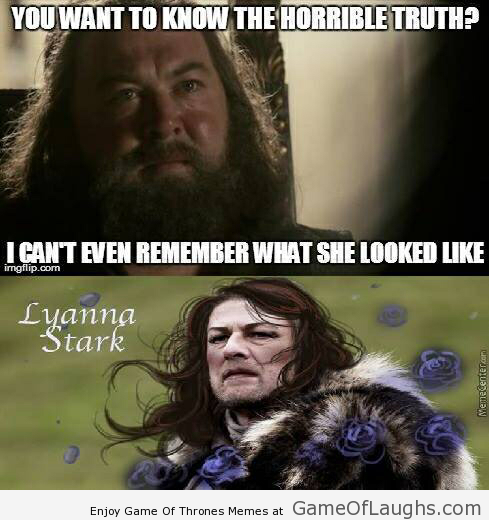 YOU WANT TO KNOW THE HORRIBLE TRUTH?
I CAN'T EVEN REMEMBER WHAT SHE LOOKED LIKE
imgflip.com
Lyanna
Stark
MemeCenter.com
Enjoy Game Of Thrones Memes at GameOfLaughs.com